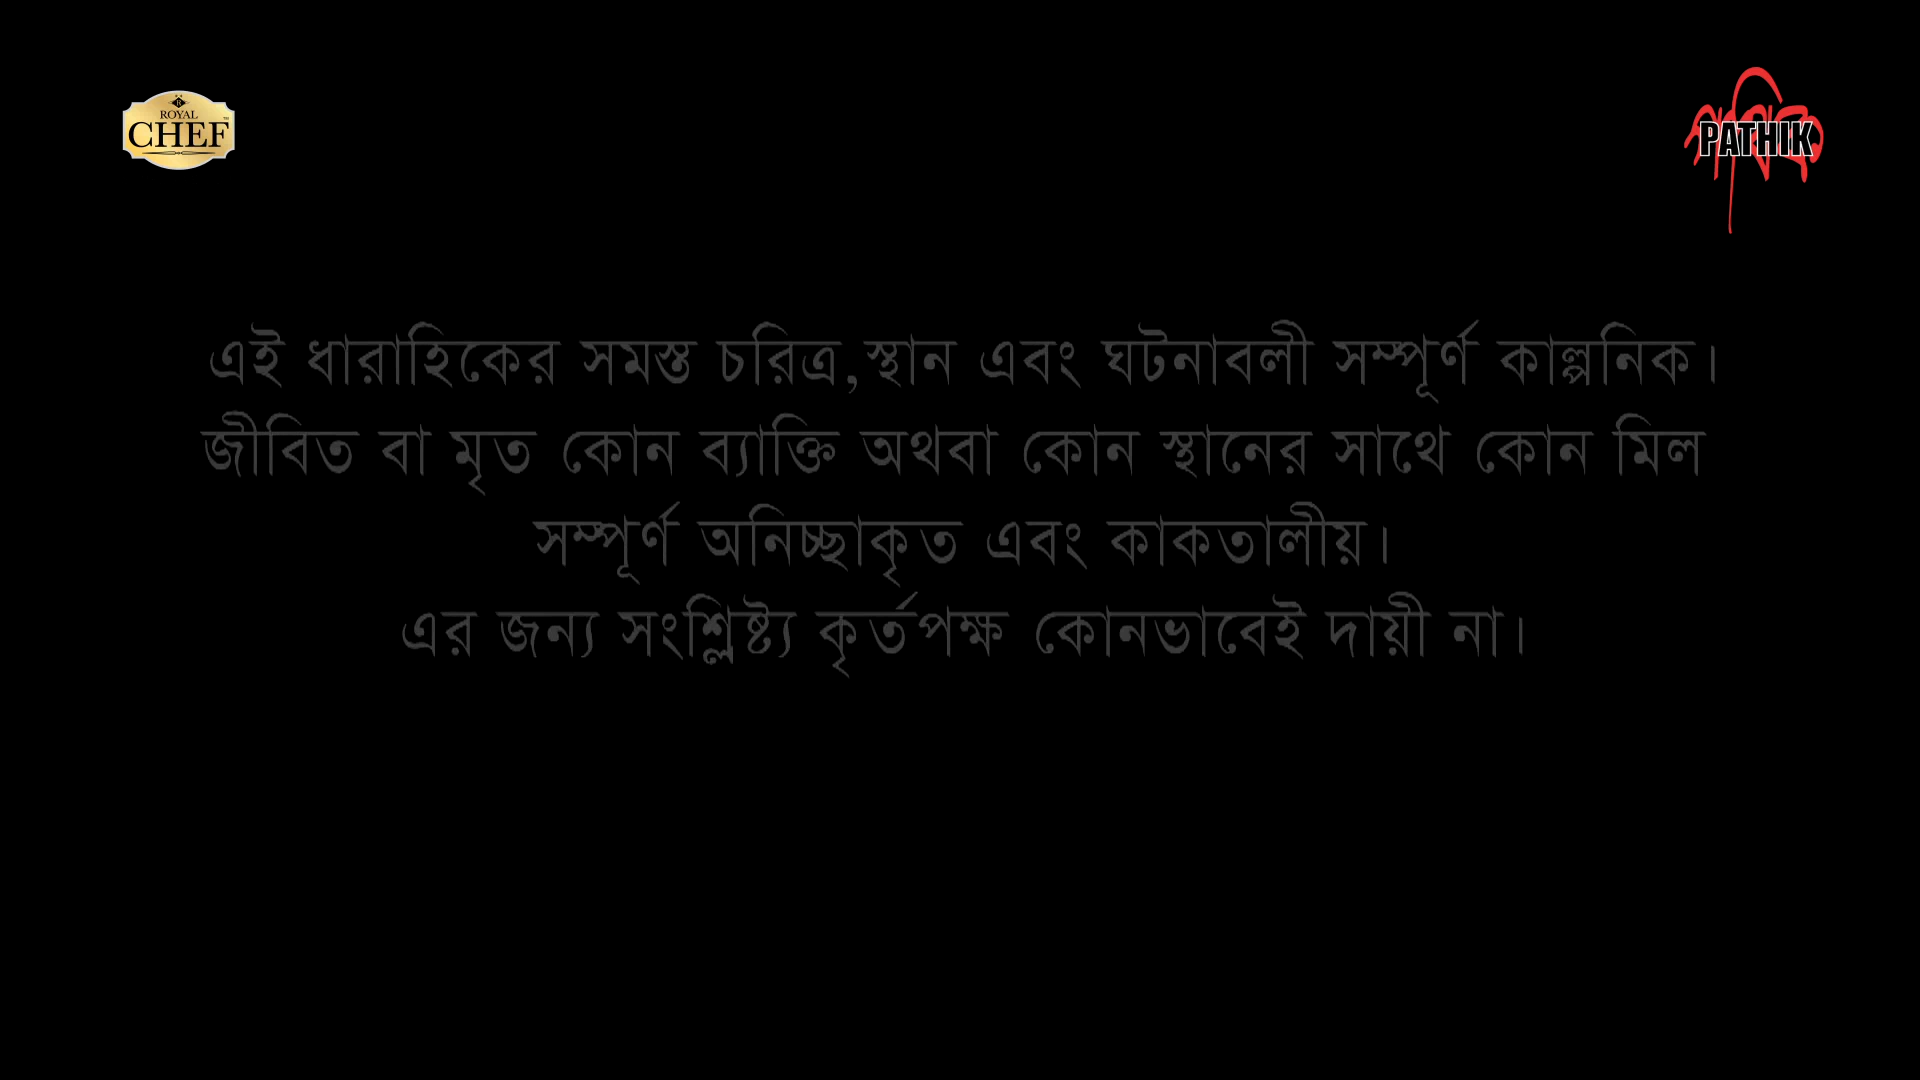 ROYAL
CHEF
PATHIK
এই ধারাহিকের সমস্ত চরিত্র,স্থান এবং ঘটনাবলী সম্পূর্ণ কাল্পনিক।
জীবিত বা মৃত কোন ব্যাক্তি অথবা কোন স্থানের সাথে কোন মিল
সম্পূর্ণ অনিচ্ছাকৃত এবং কাকতালীয়।
এর জন্য সংশ্লিষ্ট্য কৃর্তপক্ষ কোনভাবেই দায়ী না।